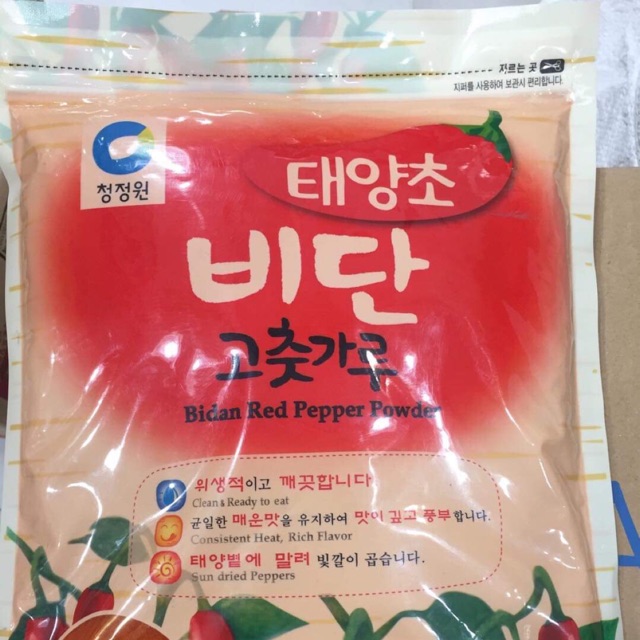 자르는 곳
지퍼를 사용하여 보관시 편리합니다.
청정원
태양초
비단
고춧가루
Bidan Red Pepper Powder
위생적이고 깨끗합니다
Clean & Ready to eat
균일한 매운맛을 유지하여 맛이 깊고 풍부합니다.
Consistent Heat, Rich Flavor
태양볕에 말려 빛깔이 곱습니다.
Sun dried Peppers